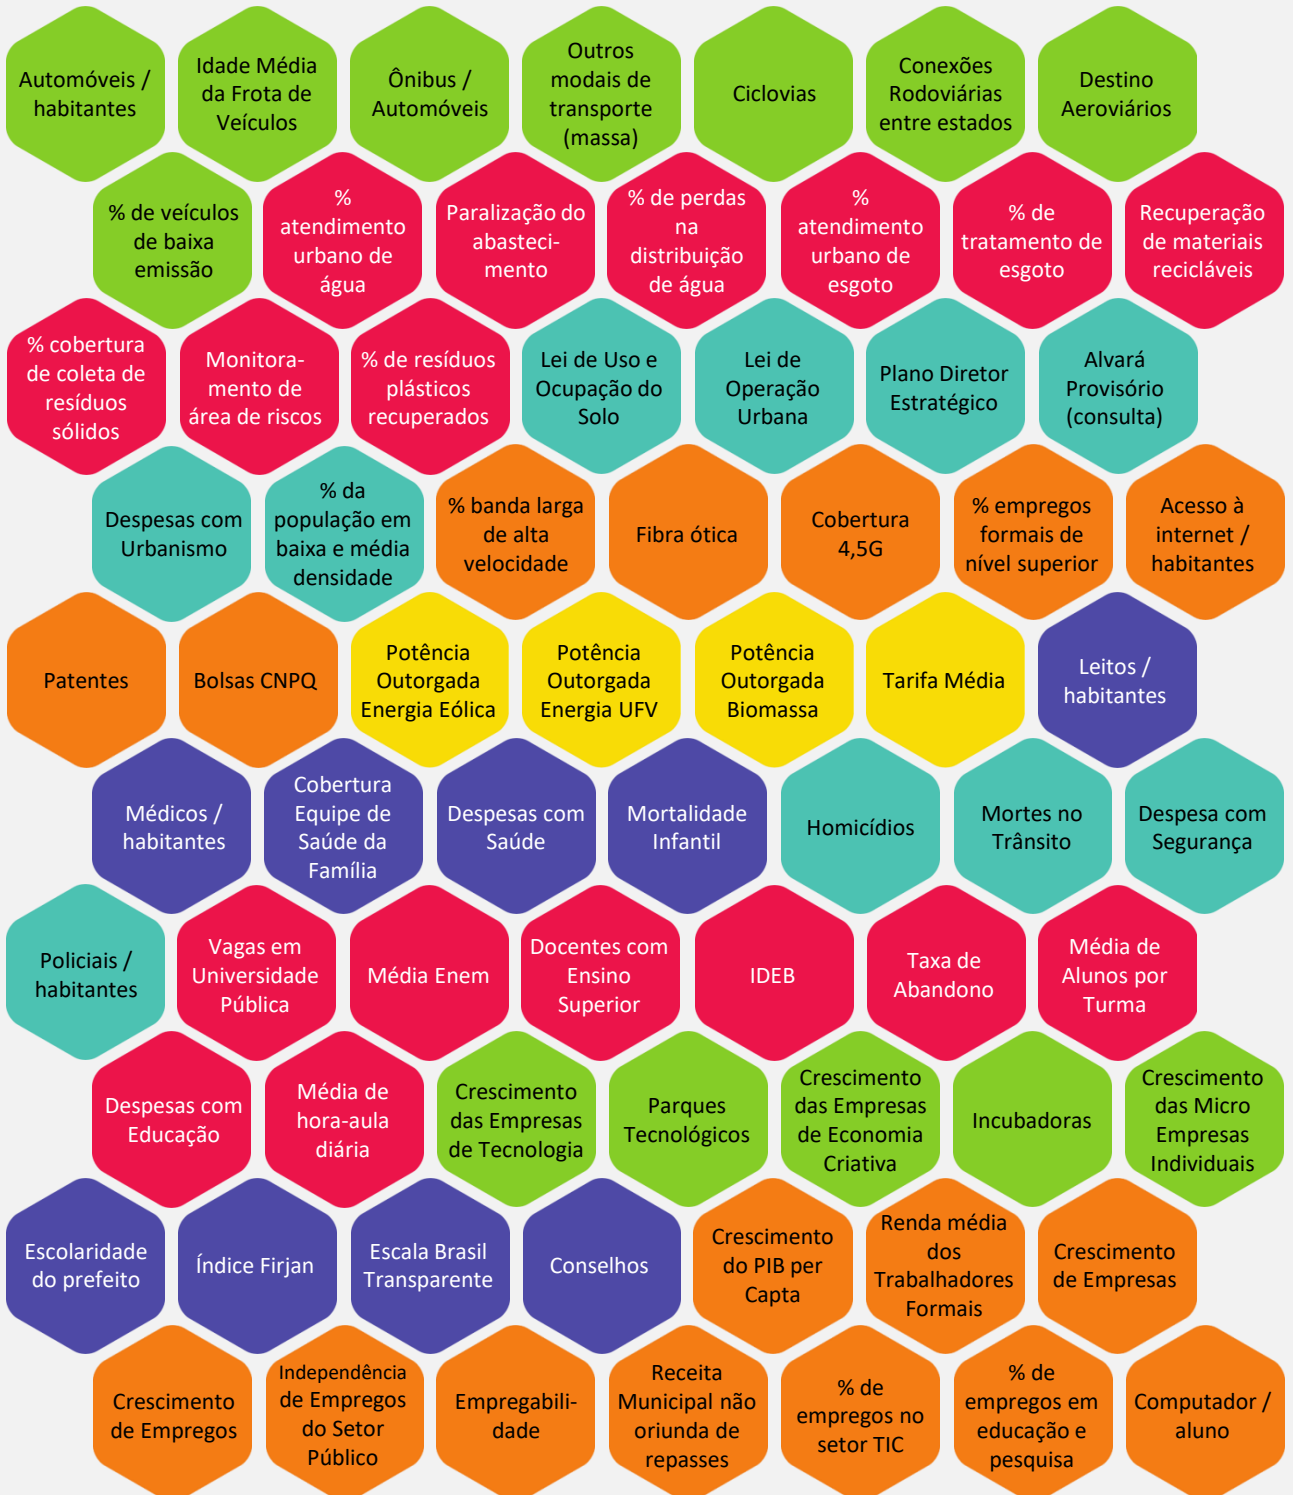 Automóveis /
habitantes
Idade Média
da Frota de
Veículos
Ônibus /
Automóveis
Outros
modais de
transporte
(massa)
Ciclovias
Conexões
Rodoviárias
entre estados
Destino
Aeroviários
% de veículos
de baixa
emissão
%
atendimento
urbano de
água
Paralização do
abasteci-
mento
% de perdas
na
distribuição
de água
%
atendimento
urbano de
esgoto
% de
tratamento de
esgoto
Recuperação
de materiais
recicláveis
% cobertura
de coleta de
resíduos
sólidos
Monitora-
mento de
área de riscos
% de resíduos
plásticos
recuperados
Lei de Uso e
Ocupação do
Solo
Lei de
Operação
Urbana
Plano Diretor
Estratégico
Alvará
Provisório
(consulta)
Despesas com
Urbanismo
% da
população em
baixa e média
densidade
% banda larga
de alta
velocidade
Fibra ótica
Cobertura
4,5G
% empregos
formais de
nível superior
Acesso à
internet /
habitantes
Patentes
Bolsas CNPQ
Potência
Outorgada
Energia Eólica
Potência
Outorgada
Energia UFV
Potência
Outorgada
Biomassa
Tarifa Média
Leitos /
habitantes
Médicos /
habitantes
Cobertura
Equipe de
Saúde da
Família
Despesas com
Saúde
Mortalidade
Infantil
Homicídios
Mortes no
Trânsito
Despesa com
Segurança
Policiais /
habitantes
Vagas em
Universidade
Pública
Média Enem
Docentes com
Ensino
Superior
IDEB
Taxa de
Abandono
Média de
Alunos por
Turma
Despesas com
Educação
Média de
hora-aula
diária
Crescimento
das Empresas
de Tecnologia
Parques
Tecnológicos
Crescimento
das Empresas
de Economia
Criativa
Incubadoras
Crescimento
das Micro
Empresas
Individuais
Escolaridade
do prefeito
Índice Firjan
Escala Brasil
Transparente
Conselhos
Crescimento
do PIB per
Capta
Renda média
dos
Trabalhadores
Formais
Crescimento
de Empresas
Crescimento
de Empregos
Independência
de Empregos
do Setor
Público
Empregabili-
dade
Receita
Municipal não
oriunda de
repasses
% de
empregos no
setor TIC
% de
empregos em
educação e
pesquisa
Computador /
aluno